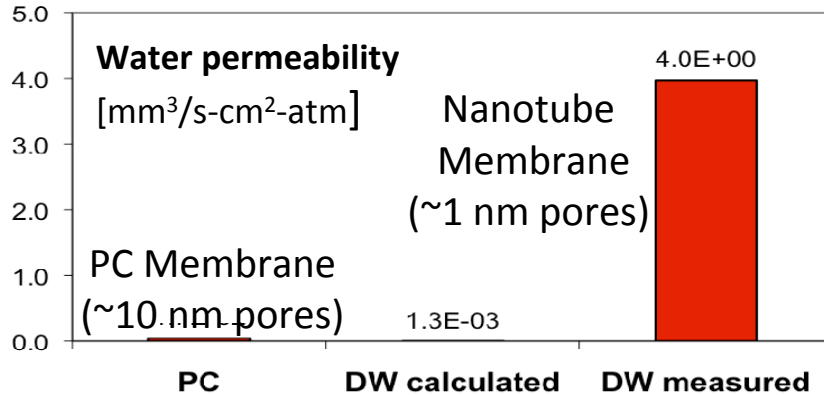 5.0
4.0
3.0
2.0
1.0
0.0
Water permeability
[mm³/s-cm²-atm]
4.0E+00
Nanotube
Membrane
(~1 nm pores)
PC Membrane
(~10 nm pores)
1.3E-03
PC
DW calculated
DW measured